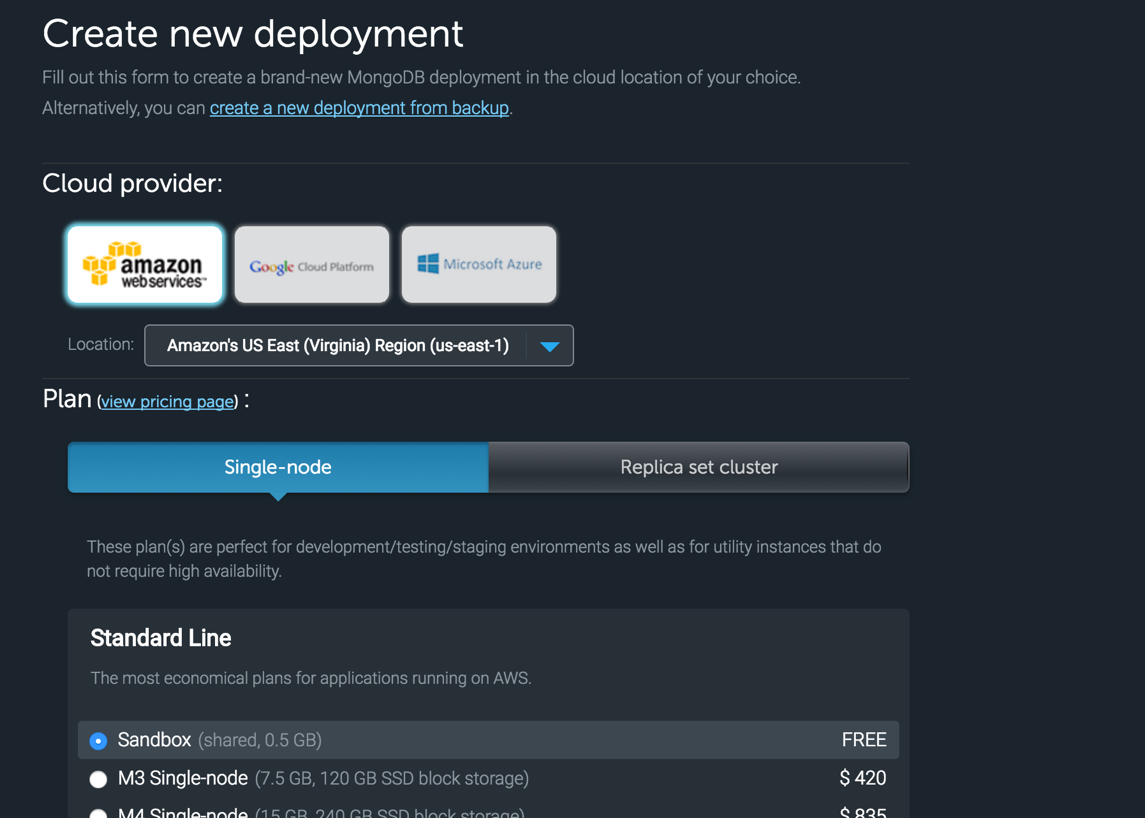 Create new deployment
Fill out this form to create a brand-new MongoDB deployment in the cloud location of your choice.
Alternatively, you can create a new deployment from backup.
Cloud provider:
amazon
webservices™
Google Cloud Platform
Microsoft Azure
Location: Amazon's US East (Virginia) Region (us-east-1)
Plan (view pricing page) :
Single-node Replica set cluster
These plan(s) are perfect for development/testing/staging environments as well as for utility instances that do
not require high availability.
Standard Line
The most economical plans for applications running on AWS.
Sandbox (shared, 0.5 GB) FREE
M3 Single-node (7.5 GB, 120 GB SSD block storage) $ 420
M4 Single-node (15 GB, 240 GB SSD block storage) $ 835